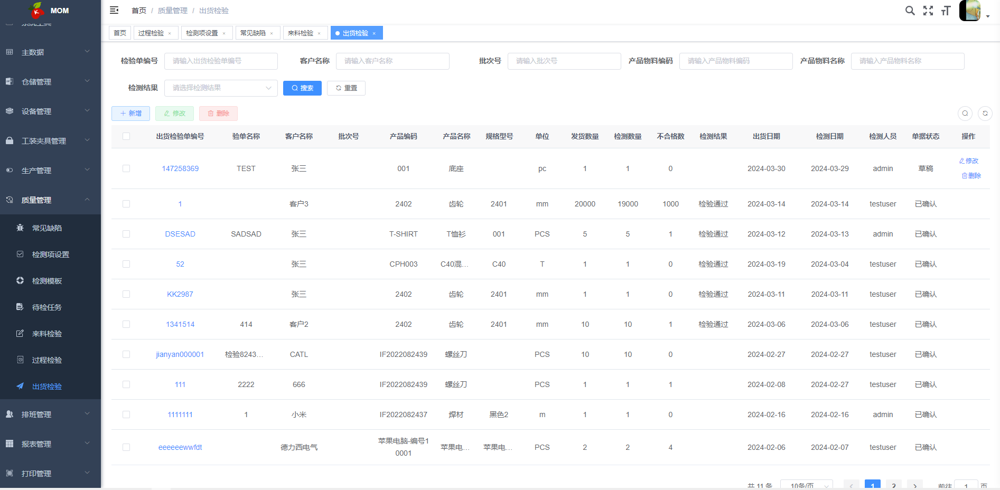 K MOM
首页 / 质量管理 / 出货检验
系统工具
首页 过程检验 × 检测项设置 × 常见缺陷 × 来料检验 × 出货检验 ×
主数据
仓储管理
设备管理
工装夹具管理
生产管理
质量管理
常见缺陷
检测项设置
检测模板
待检任务
来料检验
过程检验
出货检验
排班管理
报表管理
打印管理
检验单编号 请输入出货检验单编号 客户名称 请输入客户名称 批次号 请输入批次号 产品物料编码 请输入产品物料编码 产品物料名称 请输入产品物料名称
检测结果 请选择检测结果 搜索 重置
+ 新增 修改 删除
出货检验单编号 验单名称 客户名称 批次号 产品编码 产品名称 规格型号 单位 发货数量 检测数量 不合格数 检测结果 出货日期 检测日期 检测人员 单据状态 操作
147258369 TEST 张三 001 底座 pc 1 1 0 2024-03-30 2024-03-29 admin 草稿 修改
删除
1 客户3 2402 齿轮 2401 mm 20000 19000 1000 检验通过 2024-03-14 2024-03-14 testuser 已确认
DSESAD SADSAD 张三 T-SHIRT T恤衫 001 PCS 5 5 1 检验通过 2024-03-12 2024-03-13 admin 已确认
52 张三 CPH003 C40混... C40 T 1 1 0 检验通过 2024-03-19 2024-03-04 testuser 已确认
KK2987 张三 2402 齿轮 2401 mm 1 1 0 检验通过 2024-03-11 2024-03-11 testuser 已确认
1341514 414 客户2 2402 齿轮 2401 mm 10 10 1 检验通过 2024-03-06 2024-03-06 testuser 已确认
jianyan000001 检验8243... CATL IF2022082439 螺丝刀 PCS 10 10 0 2024-02-27 2024-02-27 testuser 已确认
111 2222 666 IF2022082439 螺丝刀 PCS 1 1 1 2024-02-08 2024-02-27 testuser 已确认
1111111 1 小米 IF2022082437 焊材 黑色2 m 1 1 0 2024-02-16 2024-02-16 admin 已确认
eeeeeewwfdt 德力西电气 苹果电脑-编号1 苹果电... 苹果电... PCS 2 2 4 2024-02-06 2024-02-07 testuser 已确认
0001
共 11 条 10条/页 < 1 2 > 前往 1 页